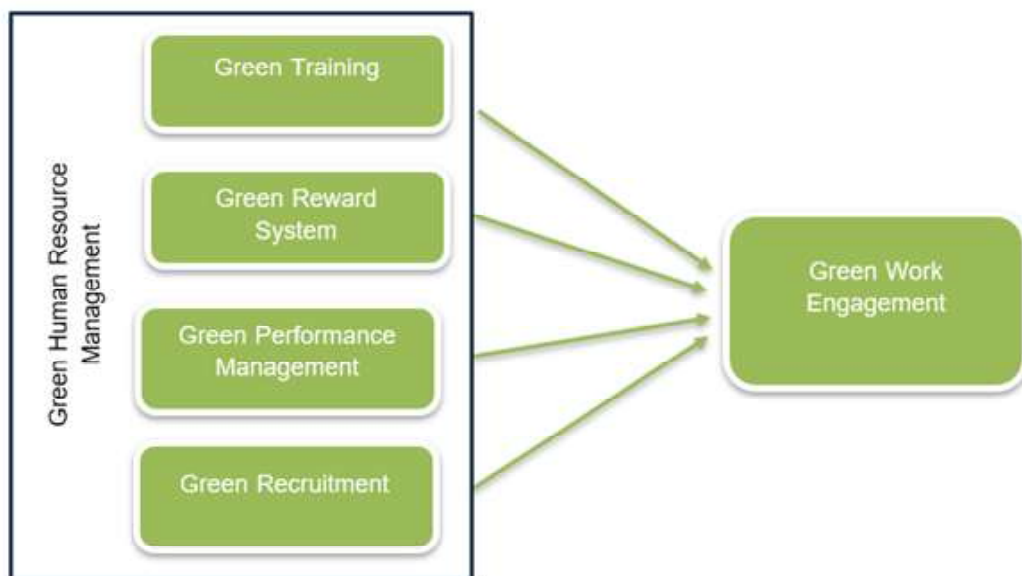 Green Human Resource
Management
Green Training
Green Reward
System
Green Performance
Management
Green Recruitment
Green Work
Engagement